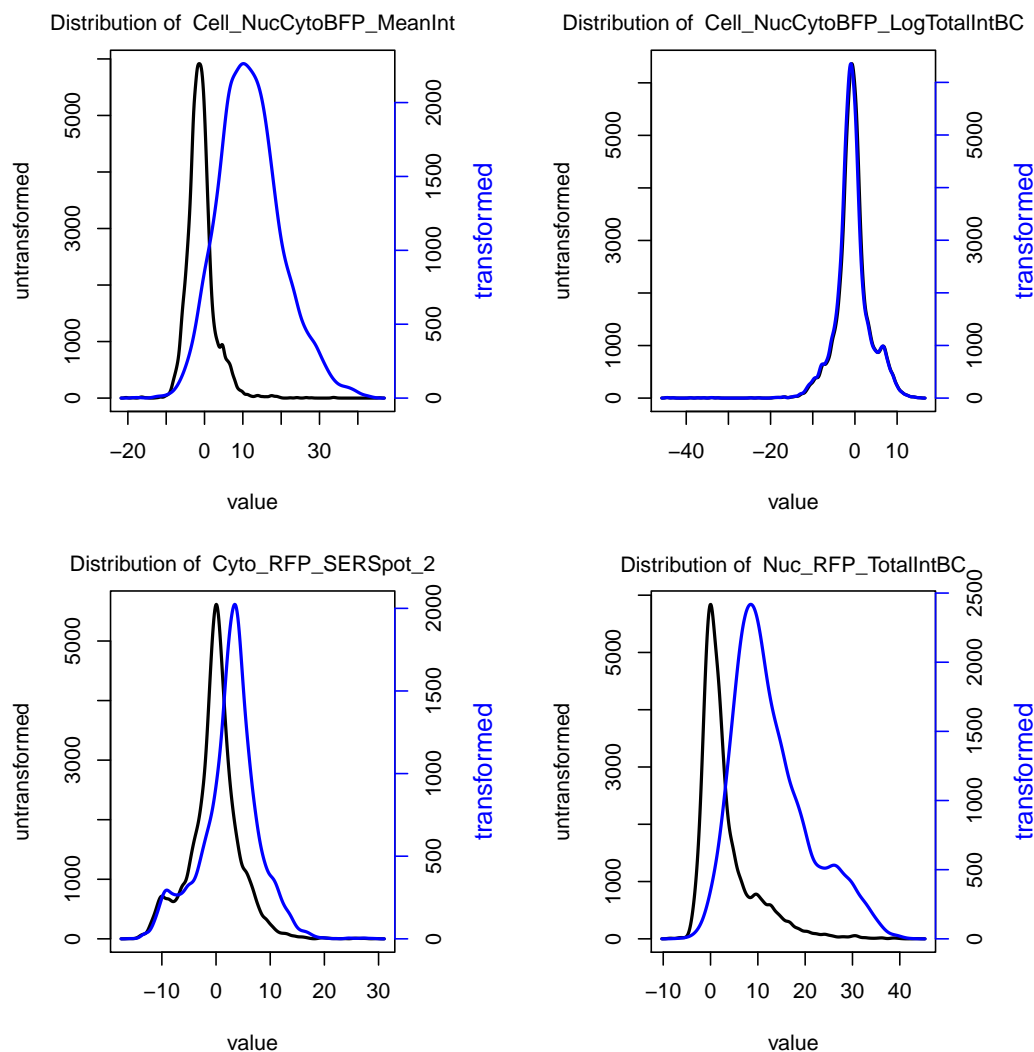 Distribution of Cell_NucCytoBFP_MeanInt
untransformed
0 1000 3000 5000
−20 0 10 30
0 500 1000 1500 2000
transformed
value
Distribution of Cell_NucCytoBFP_LogTotalIntBC
untransformed
0 1000 3000 5000
−40 −20 0 10
0 1000 3000 5000
transformed
value
Distribution of Cyto_RFP_SERSpot_2
untransformed
0 1000 3000 5000
−10 0 10 20 30
0 500 1000 1500 2000
transformed
value
Distribution of Nuc_RFP_TotalIntBC
untransformed
0 1000 3000 5000
−10 0 10 20 30 40
0 500 1000 1500 2000 2500
transformed
value